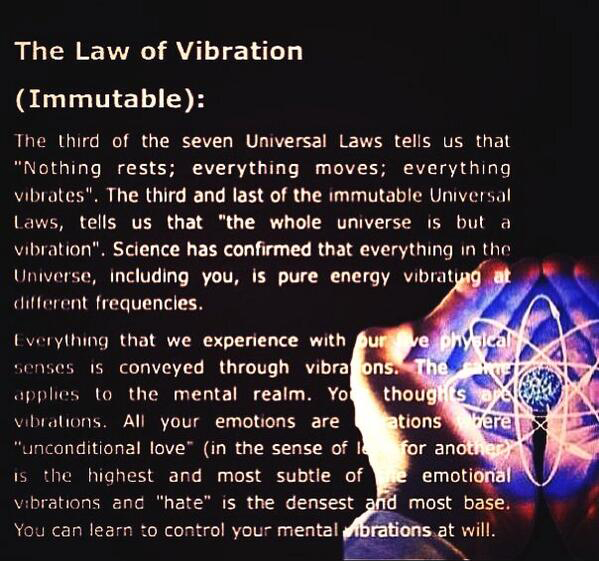 The Law of Vibration
(Immutable):
The third of the seven Universal Laws tells us that
"Nothing rests; everything moves; everything
vibrates". The third and last of the immutable Universal
Laws, tells us that "the whole universe is but a
vibration". Science has confirmed that everything in the
Universe, including you, is pure energy vibrating at
different frequencies.
Everything that we experience with our five physical
senses is conveyed through vibrations. The same
applies to the mental realm. Your thoughts are
vibrations. All your emotions are where
"unconditional love" (in the sense of love for another)
is the highest and most subtle of the emotional
vibrations and "hate" is the densest and most base.
You can learn to control your mental vibrations at will.